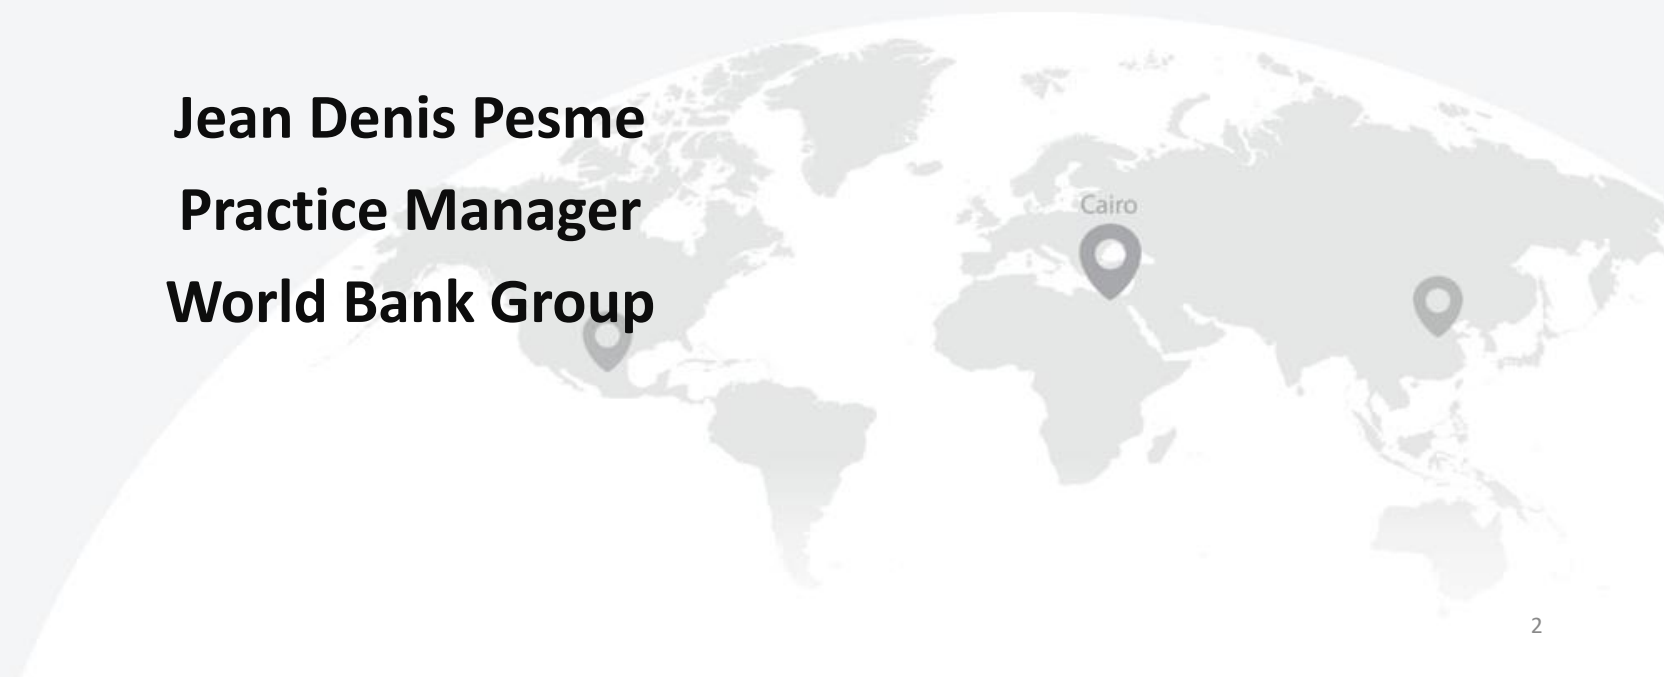 Jean Denis Pesme
Practice Manager
World Bank Group
Cairo
2